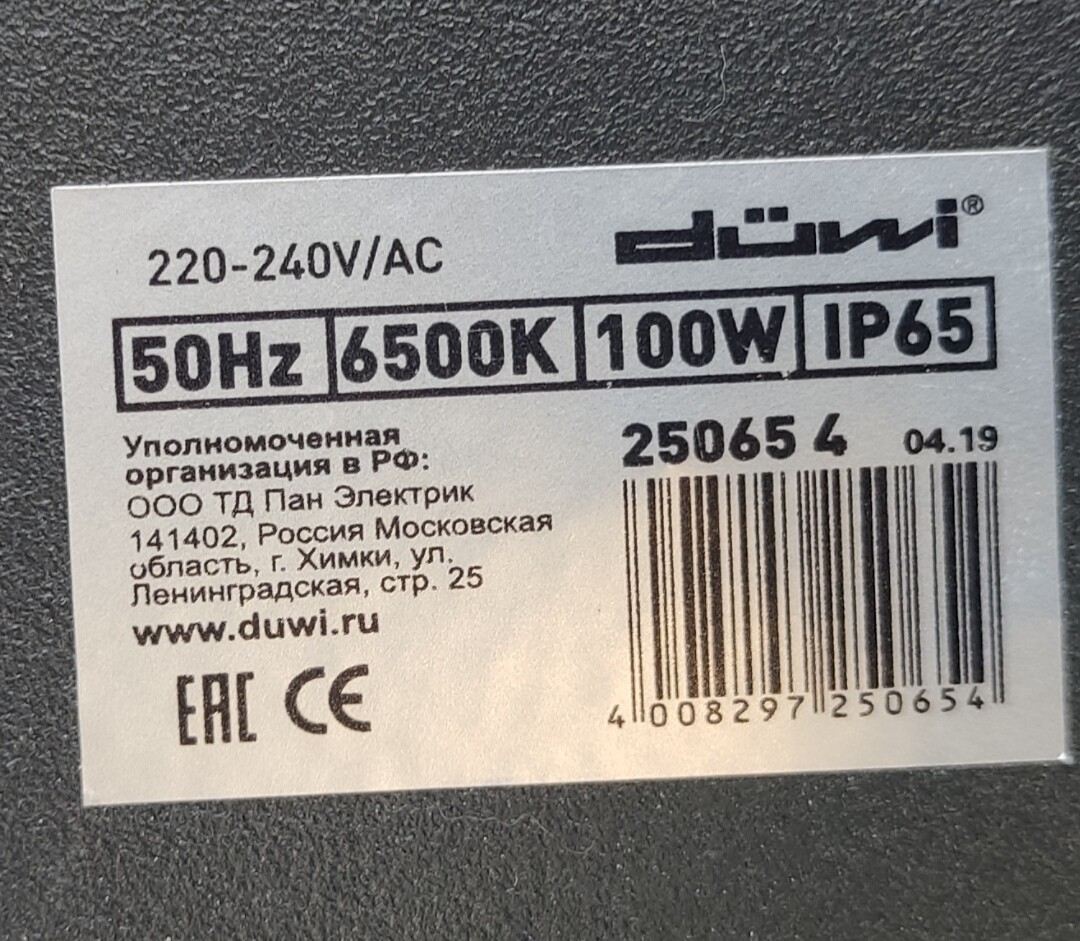 220-240V/AC
düwi®
50Hz 6500K 100W IP65
Уполномоченная
организация в РФ:
ООО ТД Пан Электрик
141402, Россия Московская
область, г. Химки, ул.
Ленинградская, стр. 25
www.duwi.ru
EAC CE
25065 4 04.19
4 008297 250654